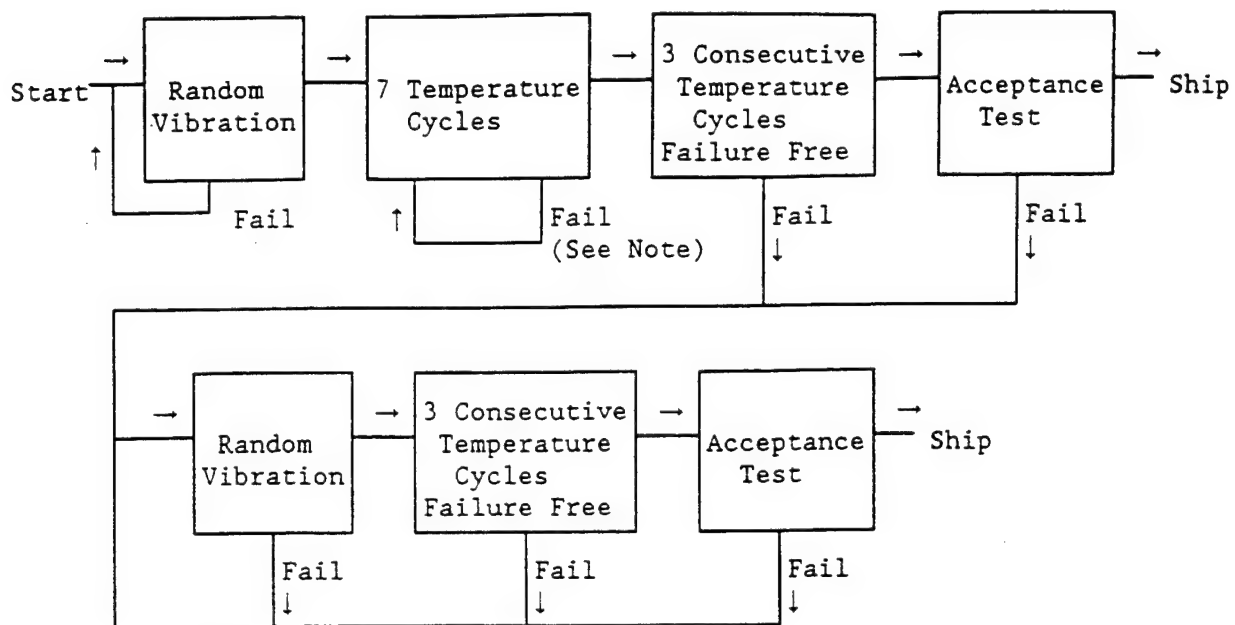 Start
→
Random
Vibration
↑
Fail
→
7 Temperature
Cycles
↑
Fail
(See Note)
→
3 Consecutive
Temperature
Cycles
Failure Free
Fail
↓
→
Acceptance
Test
Fail
↓
→
Ship
→
Random
Vibration
Fail
↓
→
3 Consecutive
Temperature
Cycles
Failure Free
Fail
↓
→
Acceptance
Test
Fail
↓
→
Ship